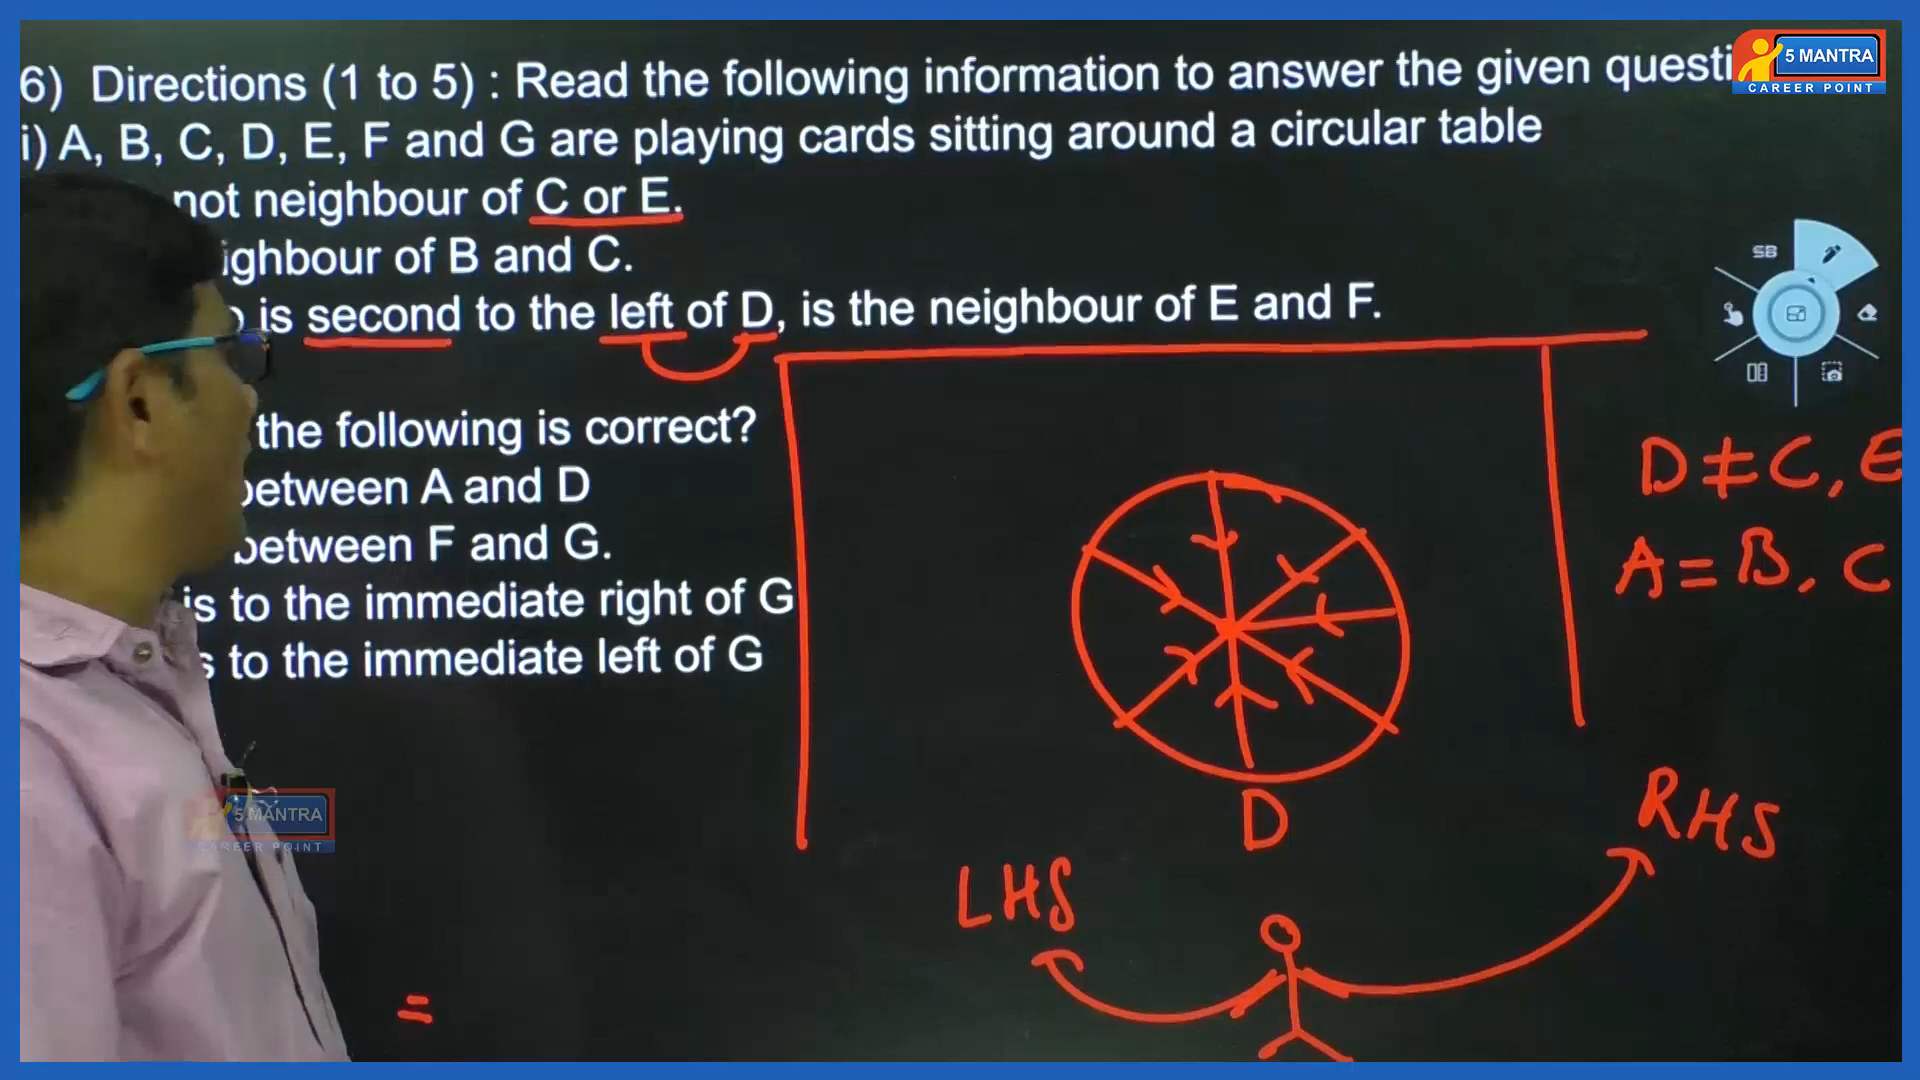 6) Directions (1 to 5) : Read the following information to answer the given questi
5 MANTRA
CAREER POINT
i) A, B, C, D, E, F and G are playing cards sitting around a circular table
not neighbour of C or E.
ighbour of B and C.
is second to the left of D, is the neighbour of E and F.
SB
the following is correct?
between A and D
between F and G.
is to the immediate right of G
s to the immediate left of G
D ≠ C, E
A = B, C
D
LHS
RHS
5 MANTRA
CAREER POINT
=